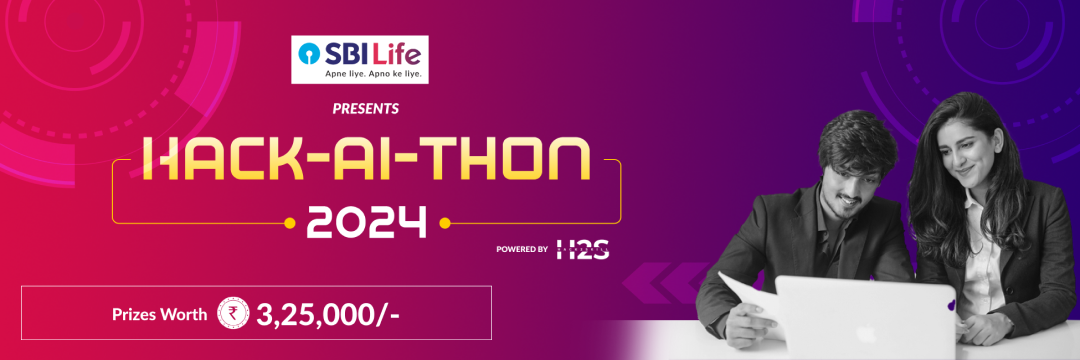 SBI Life
Apne liye. Apno ke liye.
PRESENTS
HACK-AI-THON
2024
POWERED BY H2S
HACK2SKILL
Prizes Worth ₹ 3,25,000/-